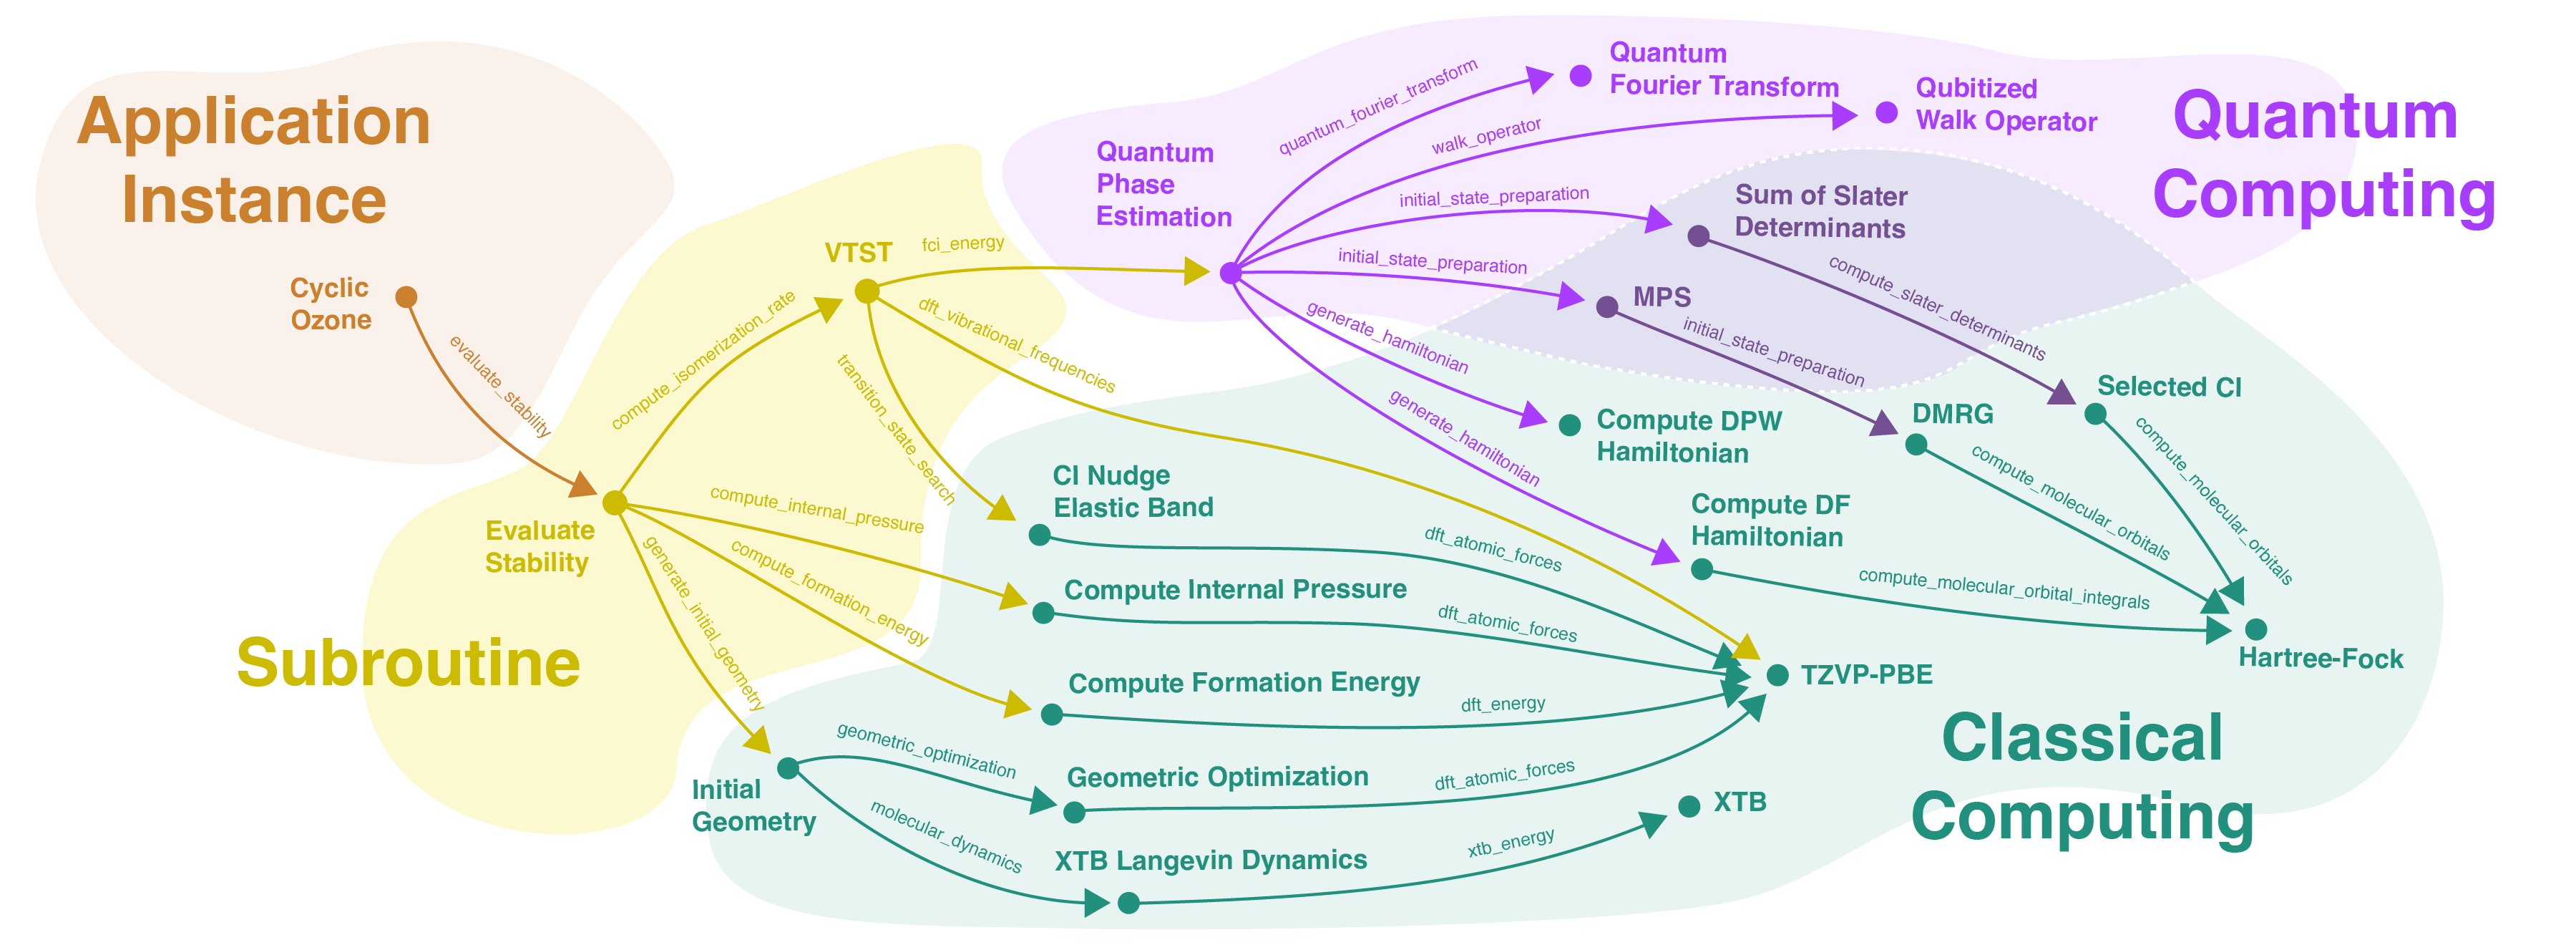 Application
Instance
Cyclic
Ozone
evaluate_stability
Subroutine
Evaluate
Stability
compute_isomerization_rate
compute_internal_pressure
compute_formation_energy
generate_initial_geometry
VTST
fci_energy
dft_vibrational_frequencies
transition_state_search
Quantum
Computing
Quantum
Phase
Estimation
quantum_fourier_transform
walk_operator
initial_state_preparation
initial_state_preparation
generate_hamiltonian
generate_hamiltonian
Quantum
Fourier Transform
Qubitized
Walk Operator
Sum of Slater
Determinants
compute_slater_determinants
MPS
initial_state_preparation
Selected CI
compute_molecular_orbitals
DMRG
compute_molecular_orbitals
Compute DPW
Hamiltonian
Compute DF
Hamiltonian
compute_molecular_orbital_integrals
Hartree-Fock
CI Nudge
Elastic Band
dft_atomic_forces
Compute Internal Pressure
dft_atomic_forces
Compute Formation Energy
dft_energy
TZVP-PBE
Initial
Geometry
geometric_optimization
molecular_dynamics
Geometric Optimization
dft_atomic_forces
XTB Langevin Dynamics
xtb_energy
XTB
Classical
Computing